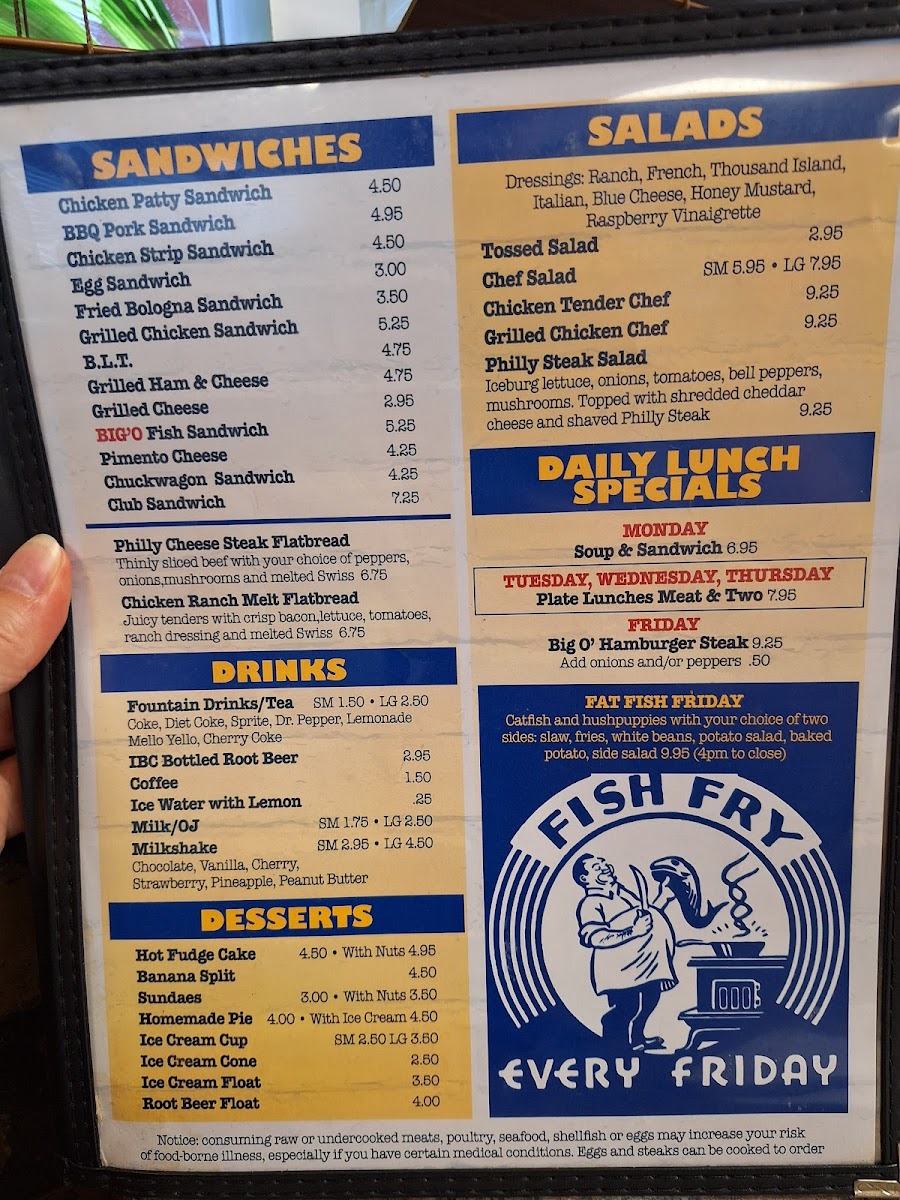 SANDWICHES
Chicken Patty Sandwich 4.50
BBQ Pork Sandwich 4.95
Chicken Strip Sandwich 4.50
Egg Sandwich 3.00
Fried Bologna Sandwich 3.50
Grilled Chicken Sandwich 5.25
B.L.T. 4.75
Grilled Ham & Cheese 4.75
Grilled Cheese 2.95
BIG'O Fish Sandwich 5.25
Pimento Cheese 4.25
Chuckwagon Sandwich 4.25
Club Sandwich 7.25
Philly Cheese Steak Flatbread
Thinly sliced beef with your choice of peppers,
onions,mushrooms and melted Swiss 6.75
Chicken Ranch Melt Flatbread
Juicy tenders with crisp bacon,lettuce, tomatoes,
ranch dressing and melted Swiss 6.75
DRINKS
Fountain Drinks/Tea SM 1.50 • LG 2.50
Coke, Diet Coke, Sprite, Dr. Pepper, Lemonade
Mello Yello, Cherry Coke
IBC Bottled Root Beer 2.95
Coffee 1.50
Ice Water with Lemon .25
Milk/OJ SM 1.75 • LG 2.50
Milkshake SM 2.95 • LG 4.50
Chocolate, Vanilla, Cherry,
Strawberry, Pineapple, Peanut Butter
DESSERTS
Hot Fudge Cake 4.50 • With Nuts 4.95
Banana Split 4.50
Sundaes 3.00 • With Nuts 3.50
Homemade Pie 4.00 • With Ice Cream 4.50
Ice Cream Cup SM 2.50 LG 3.50
Ice Cream Cone 2.50
Ice Cream Float 3.50
Root Beer Float 4.00
SALADS
Dressings: Ranch, French, Thousand Island,
Italian, Blue Cheese, Honey Mustard,
Raspberry Vinaigrette
Tossed Salad 2.95
Chef Salad SM 5.95 • LG 7.95
Chicken Tender Chef 9.25
Grilled Chicken Chef 9.25
Philly Steak Salad
Iceburg lettuce, onions, tomatoes, bell peppers,
mushrooms. Topped with shredded cheddar
cheese and shaved Philly Steak 9.25
DAILY LUNCH
SPECIALS
MONDAY
Soup & Sandwich 6.95
TUESDAY, WEDNESDAY, THURSDAY
Plate Lunches Meat & Two 7.95
FRIDAY
Big O' Hamburger Steak 9.25
Add onions and/or peppers .50
FAT FISH FRIDAY
Catfish and hushpuppies with your choice of two
sides: slaw, fries, white beans, potato salad, baked
potato, side salad 9.95 (4pm to close)
FISH FRY
EVERY FRIDAY
Notice: consuming raw or undercooked meats, poultry, seafood, shellfish or eggs may increase your risk
of food-borne illness, especially if you have certain medical conditions. Eggs and steaks can be cooked to order